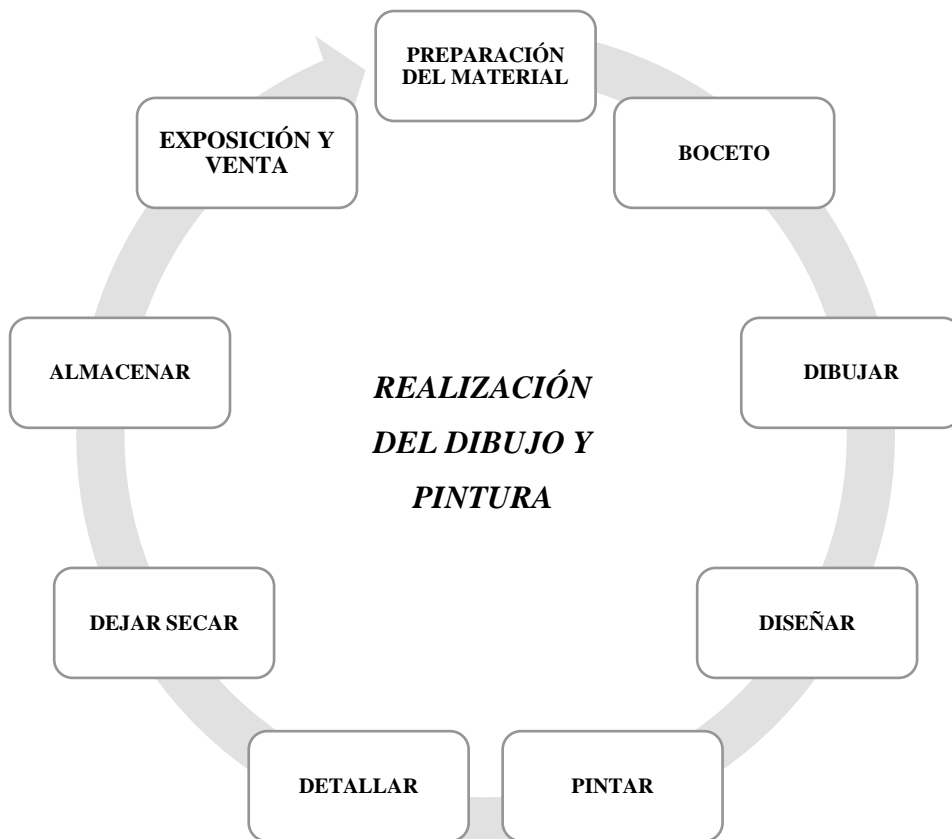 PREPARACIÓN
DEL MATERIAL
BOCETO
DIBUJAR
DISEÑAR
PINTAR
DETALLAR
DEJAR SECAR
ALMACENAR
EXPOSICIÓN Y
VENTA
REALIZACIÓN
DEL DIBUJO Y
PINTURA